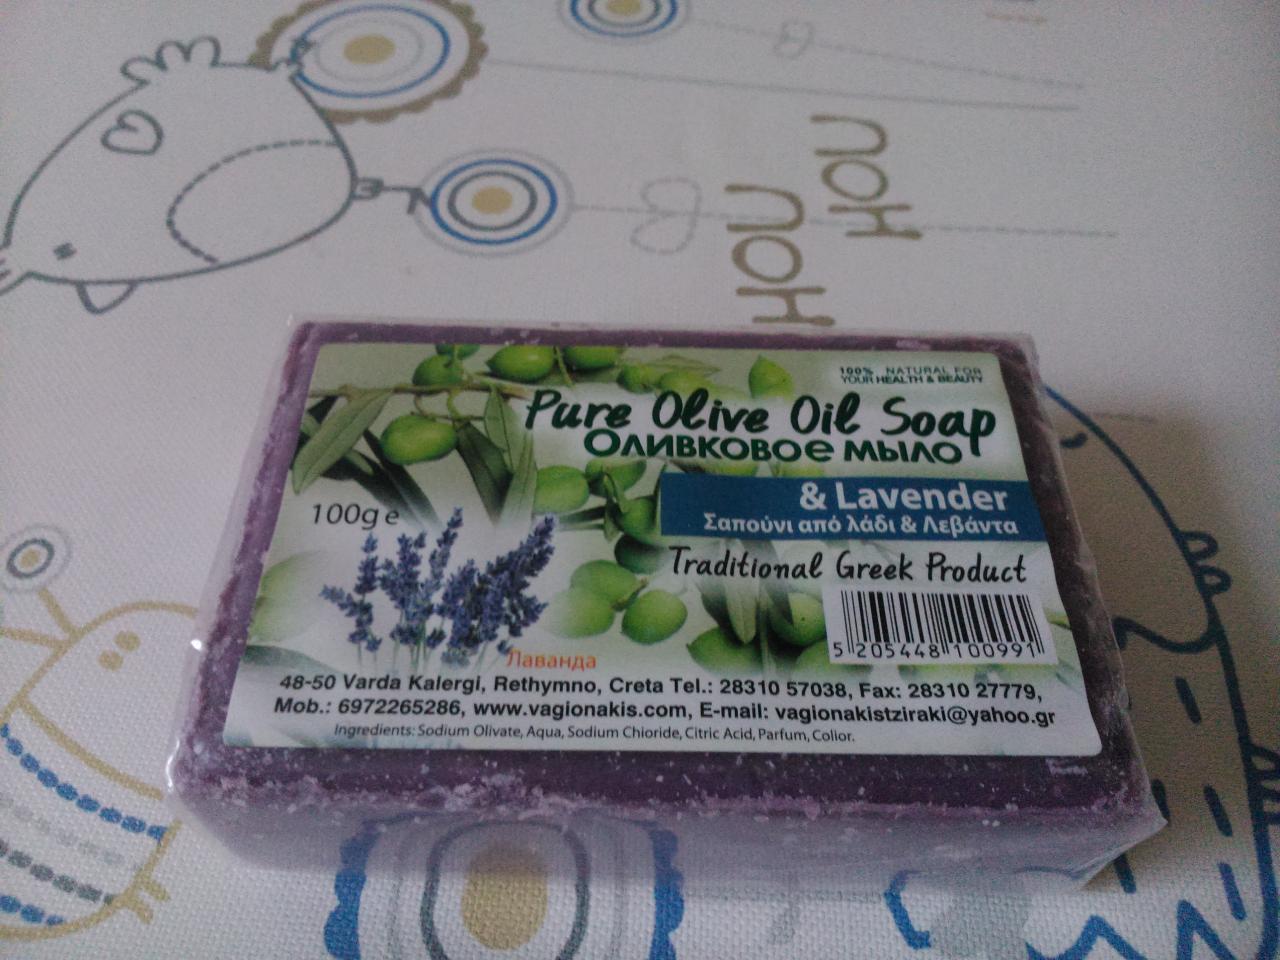 HOU
HOU
100% NATURAL FOR
YOUR HEALTH & BEAUTY
Pure Olive Oil Soap
Оливковое мыло
& Lavender
Σαπούνι από λάδι & Λεβάντα
100g e
Traditional Greek Product
5 205448 100991
Лаванда
48-50 Varda Kalergi, Rethymno, Creta Tel.: 28310 57038, Fax: 28310 27779,
Mob.: 6972265286, www.vagionakis.com, E-mail: vagionakistziraki@yahoo.gr
Ingredients: Sodium Olivate, Aqua, Sodium Chioride, Citric Acid, Parfum, Colior.